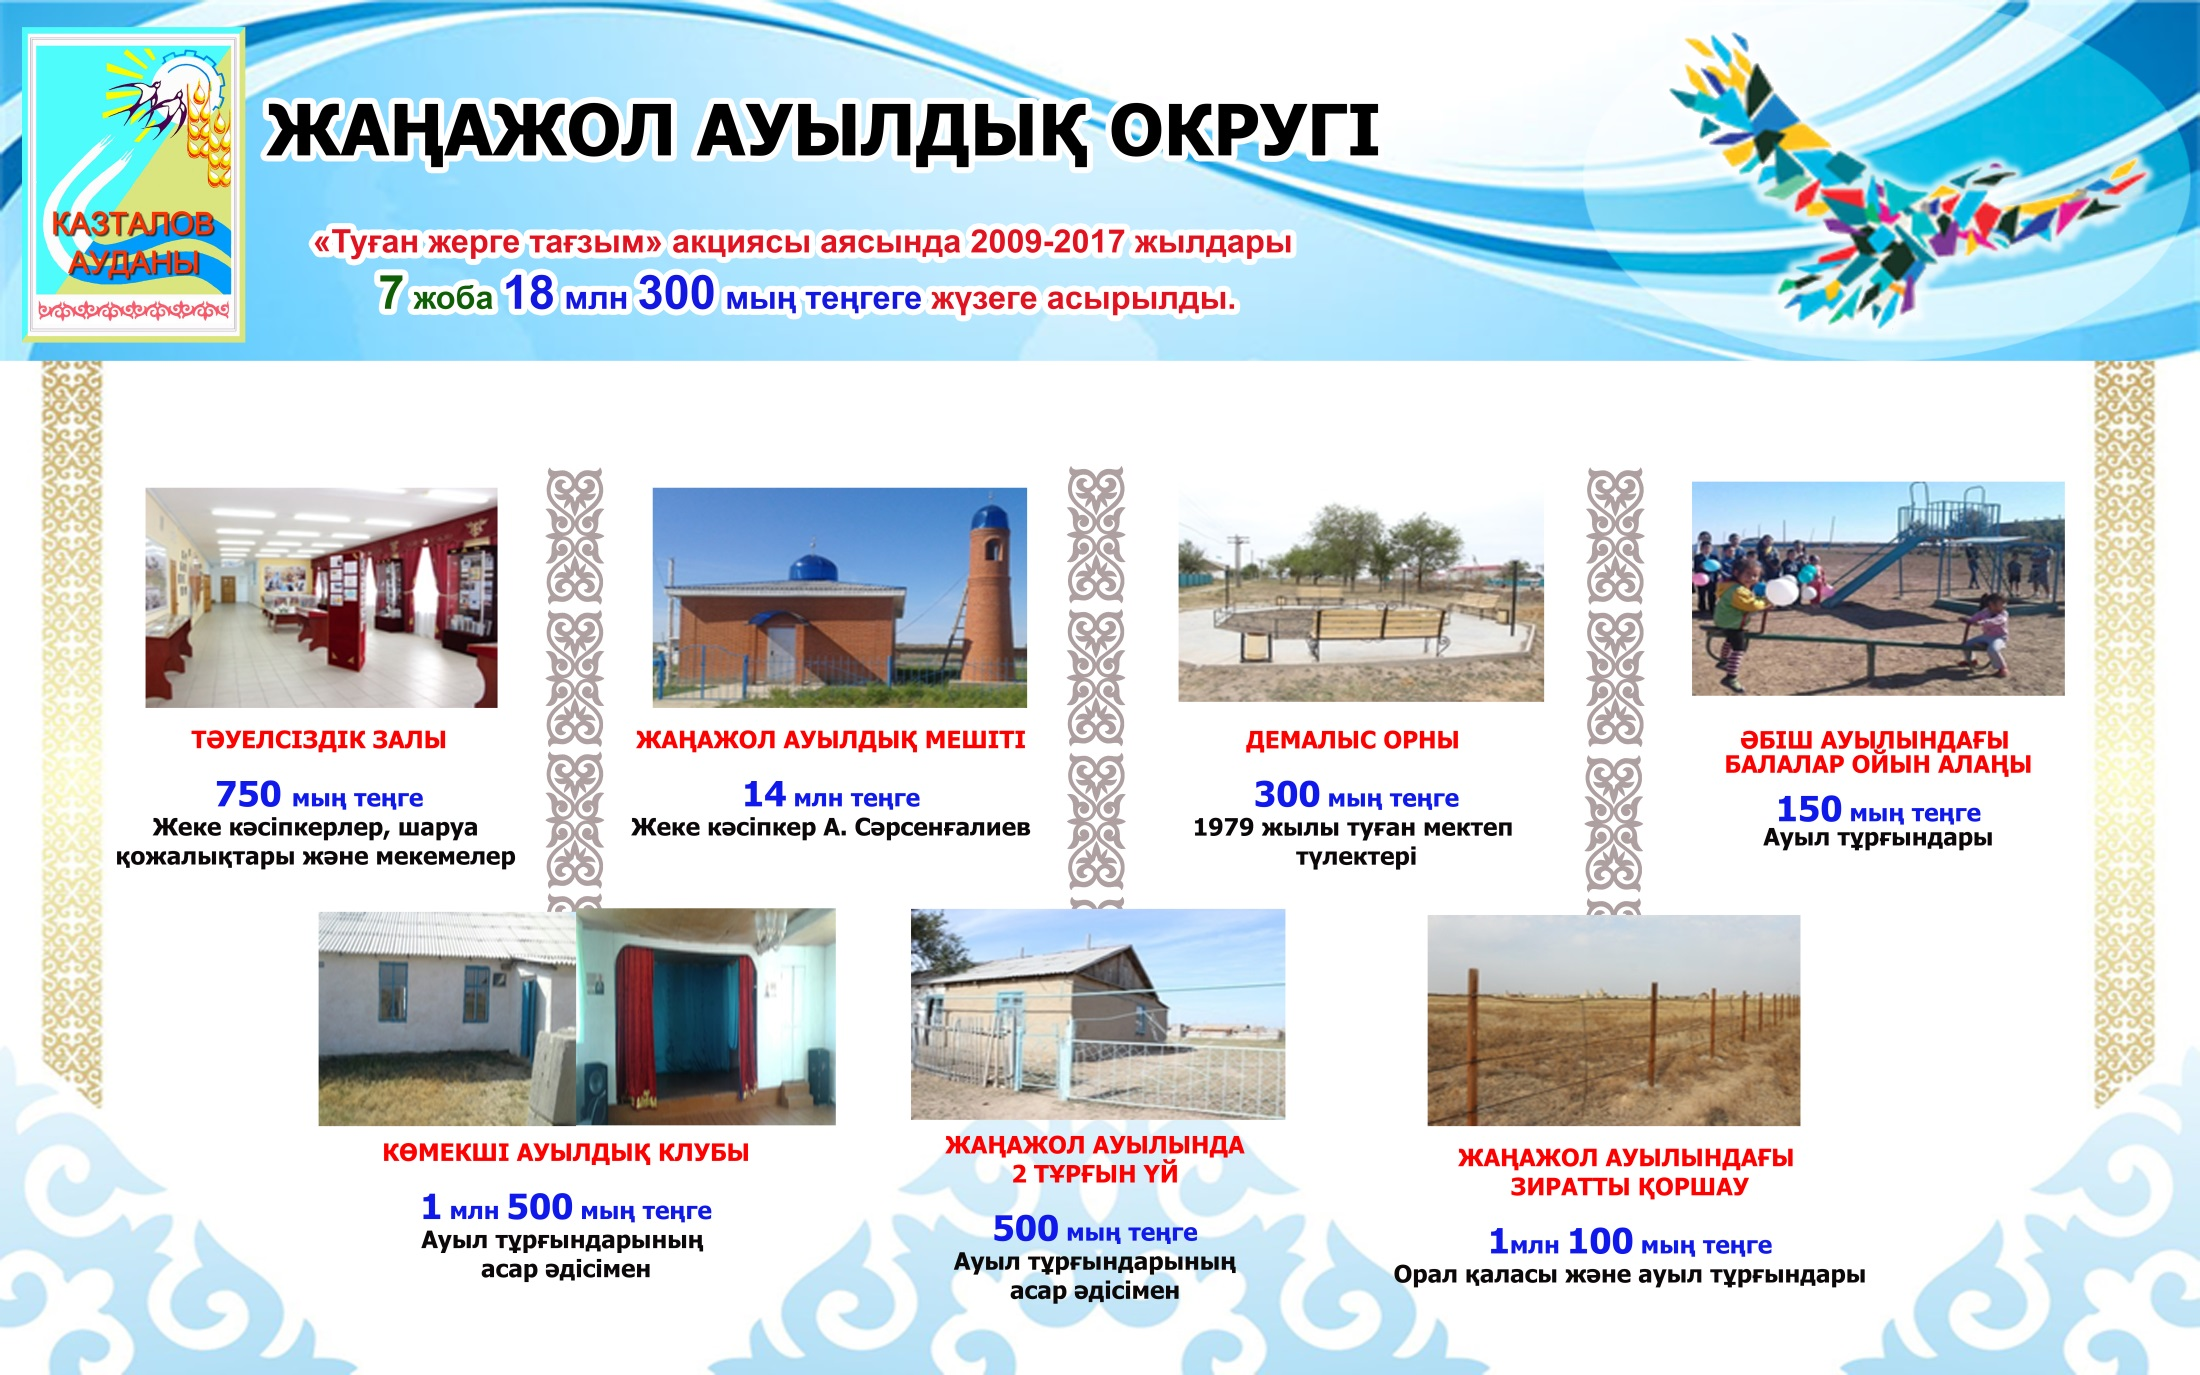 КАЗТАЛОВ
АУДАНЫ
ЖАҢАЖОЛ АУЫЛДЫҚ ОКРУГІ
«Туған жерге тағзым» акциясы аясында 2009-2017 жылдары
7 жоба 18 млн 300 мың теңгеге жүзеге асырылды.
ТӘУЕЛСІЗДІК ЗАЛЫ
750 мың теңге
Жеке кәсіпкерлер, шаруа
қожалықтары және мекемелер
ЖАҢАЖОЛ АУЫЛДЫҚ МЕШІТІ
14 млн теңге
Жеке кәсіпкер А. Сәрсенғалиев
ДЕМАЛЫС ОРНЫ
300 мың теңге
1979 жылы туған мектеп
түлектері
ӘБІШ АУЫЛЫНДАҒЫ
БАЛАЛАР ОЙЫН АЛАҢЫ
150 мың теңге
Ауыл тұрғындары
КӨМЕКШІ АУЫЛДЫҚ КЛУБЫ
1 млн 500 мың теңге
Ауыл тұрғындарының
асар әдісімен
ЖАҢАЖОЛ АУЫЛЫНДА
2 ТҰРҒЫН ҮЙ
500 мың теңге
Ауыл тұрғындарының
асар әдісімен
ЖАҢАЖОЛ АУЫЛЫНДАҒЫ
ЗИРАТТЫ ҚОРШАУ
1млн 100 мың теңге
Орал қаласы және ауыл тұрғындары